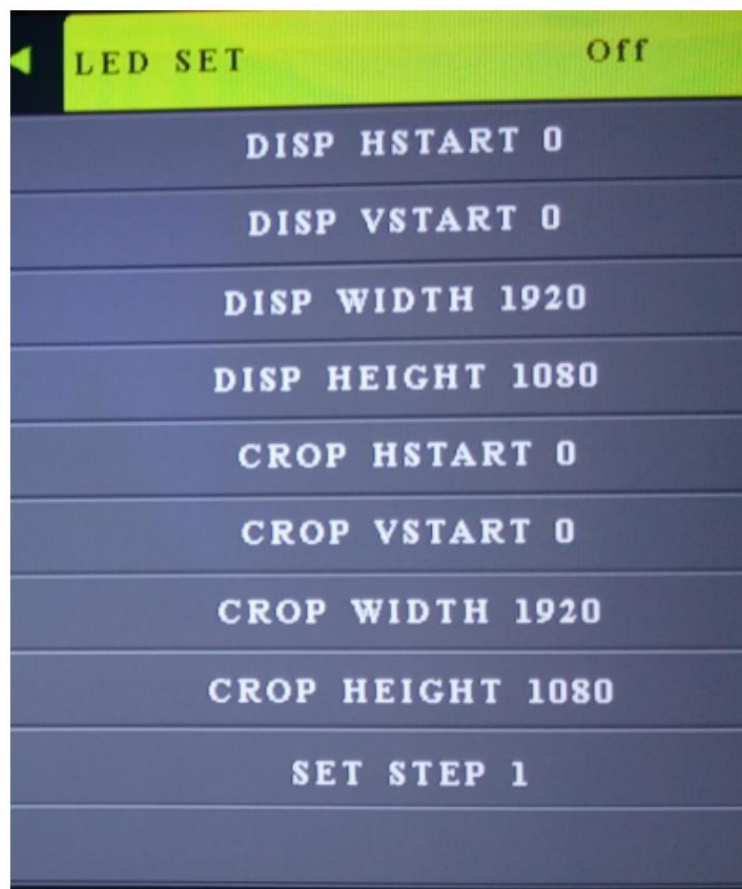 LED SET Off
DISP HSTART 0
DISP VSTART 0
DISP WIDTH 1920
DISP HEIGHT 1080
CROP HSTART 0
CROP VSTART 0
CROP WIDTH 1920
CROP HEIGHT 1080
SET STEP 1